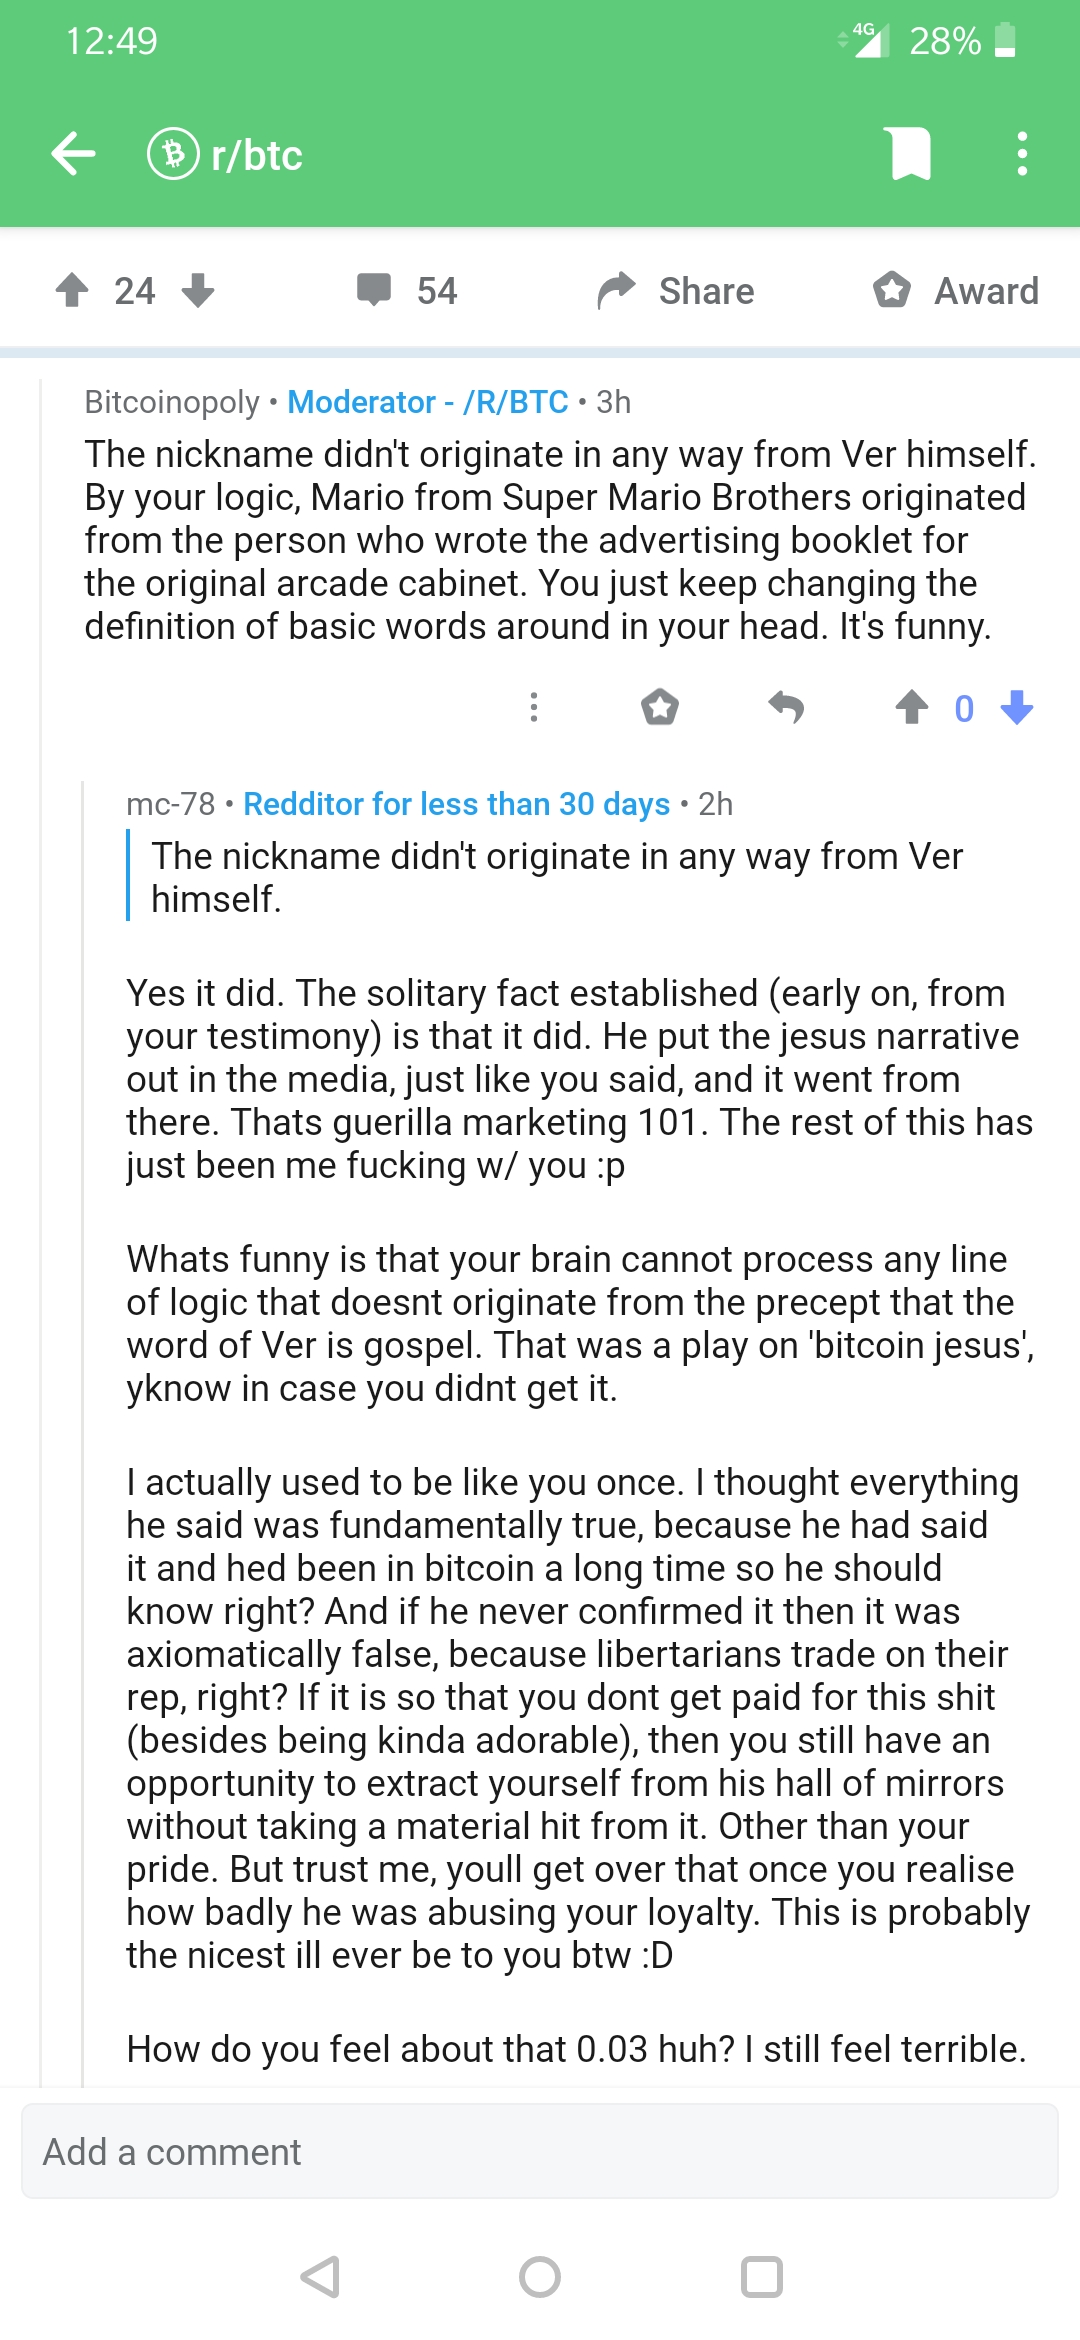 12:49
4G 28%
r/btc
24 54 Share Award
Bitcoinopoly • Moderator - /R/BTC • 3h
The nickname didn't originate in any way from Ver himself.
By your logic, Mario from Super Mario Brothers originated
from the person who wrote the advertising booklet for
the original arcade cabinet. You just keep changing the
definition of basic words around in your head. It's funny.
0
mc-78 • Redditor for less than 30 days • 2h
The nickname didn't originate in any way from Ver
himself.
Yes it did. The solitary fact established (early on, from
your testimony) is that it did. He put the jesus narrative
out in the media, just like you said, and it went from
there. Thats guerilla marketing 101. The rest of this has
just been me fucking w/ you :p
Whats funny is that your brain cannot process any line
of logic that doesnt originate from the precept that the
word of Ver is gospel. That was a play on 'bitcoin jesus',
yknow in case you didnt get it.
I actually used to be like you once. I thought everything
he said was fundamentally true, because he had said
it and hed been in bitcoin a long time so he should
know right? And if he never confirmed it then it was
axiomatically false, because libertarians trade on their
rep, right? If it is so that you dont get paid for this shit
(besides being kinda adorable), then you still have an
opportunity to extract yourself from his hall of mirrors
without taking a material hit from it. Other than your
pride. But trust me, youll get over that once you realise
how badly he was abusing your loyalty. This is probably
the nicest ill ever be to you btw :D
How do you feel about that 0.03 huh? I still feel terrible.
Add a comment